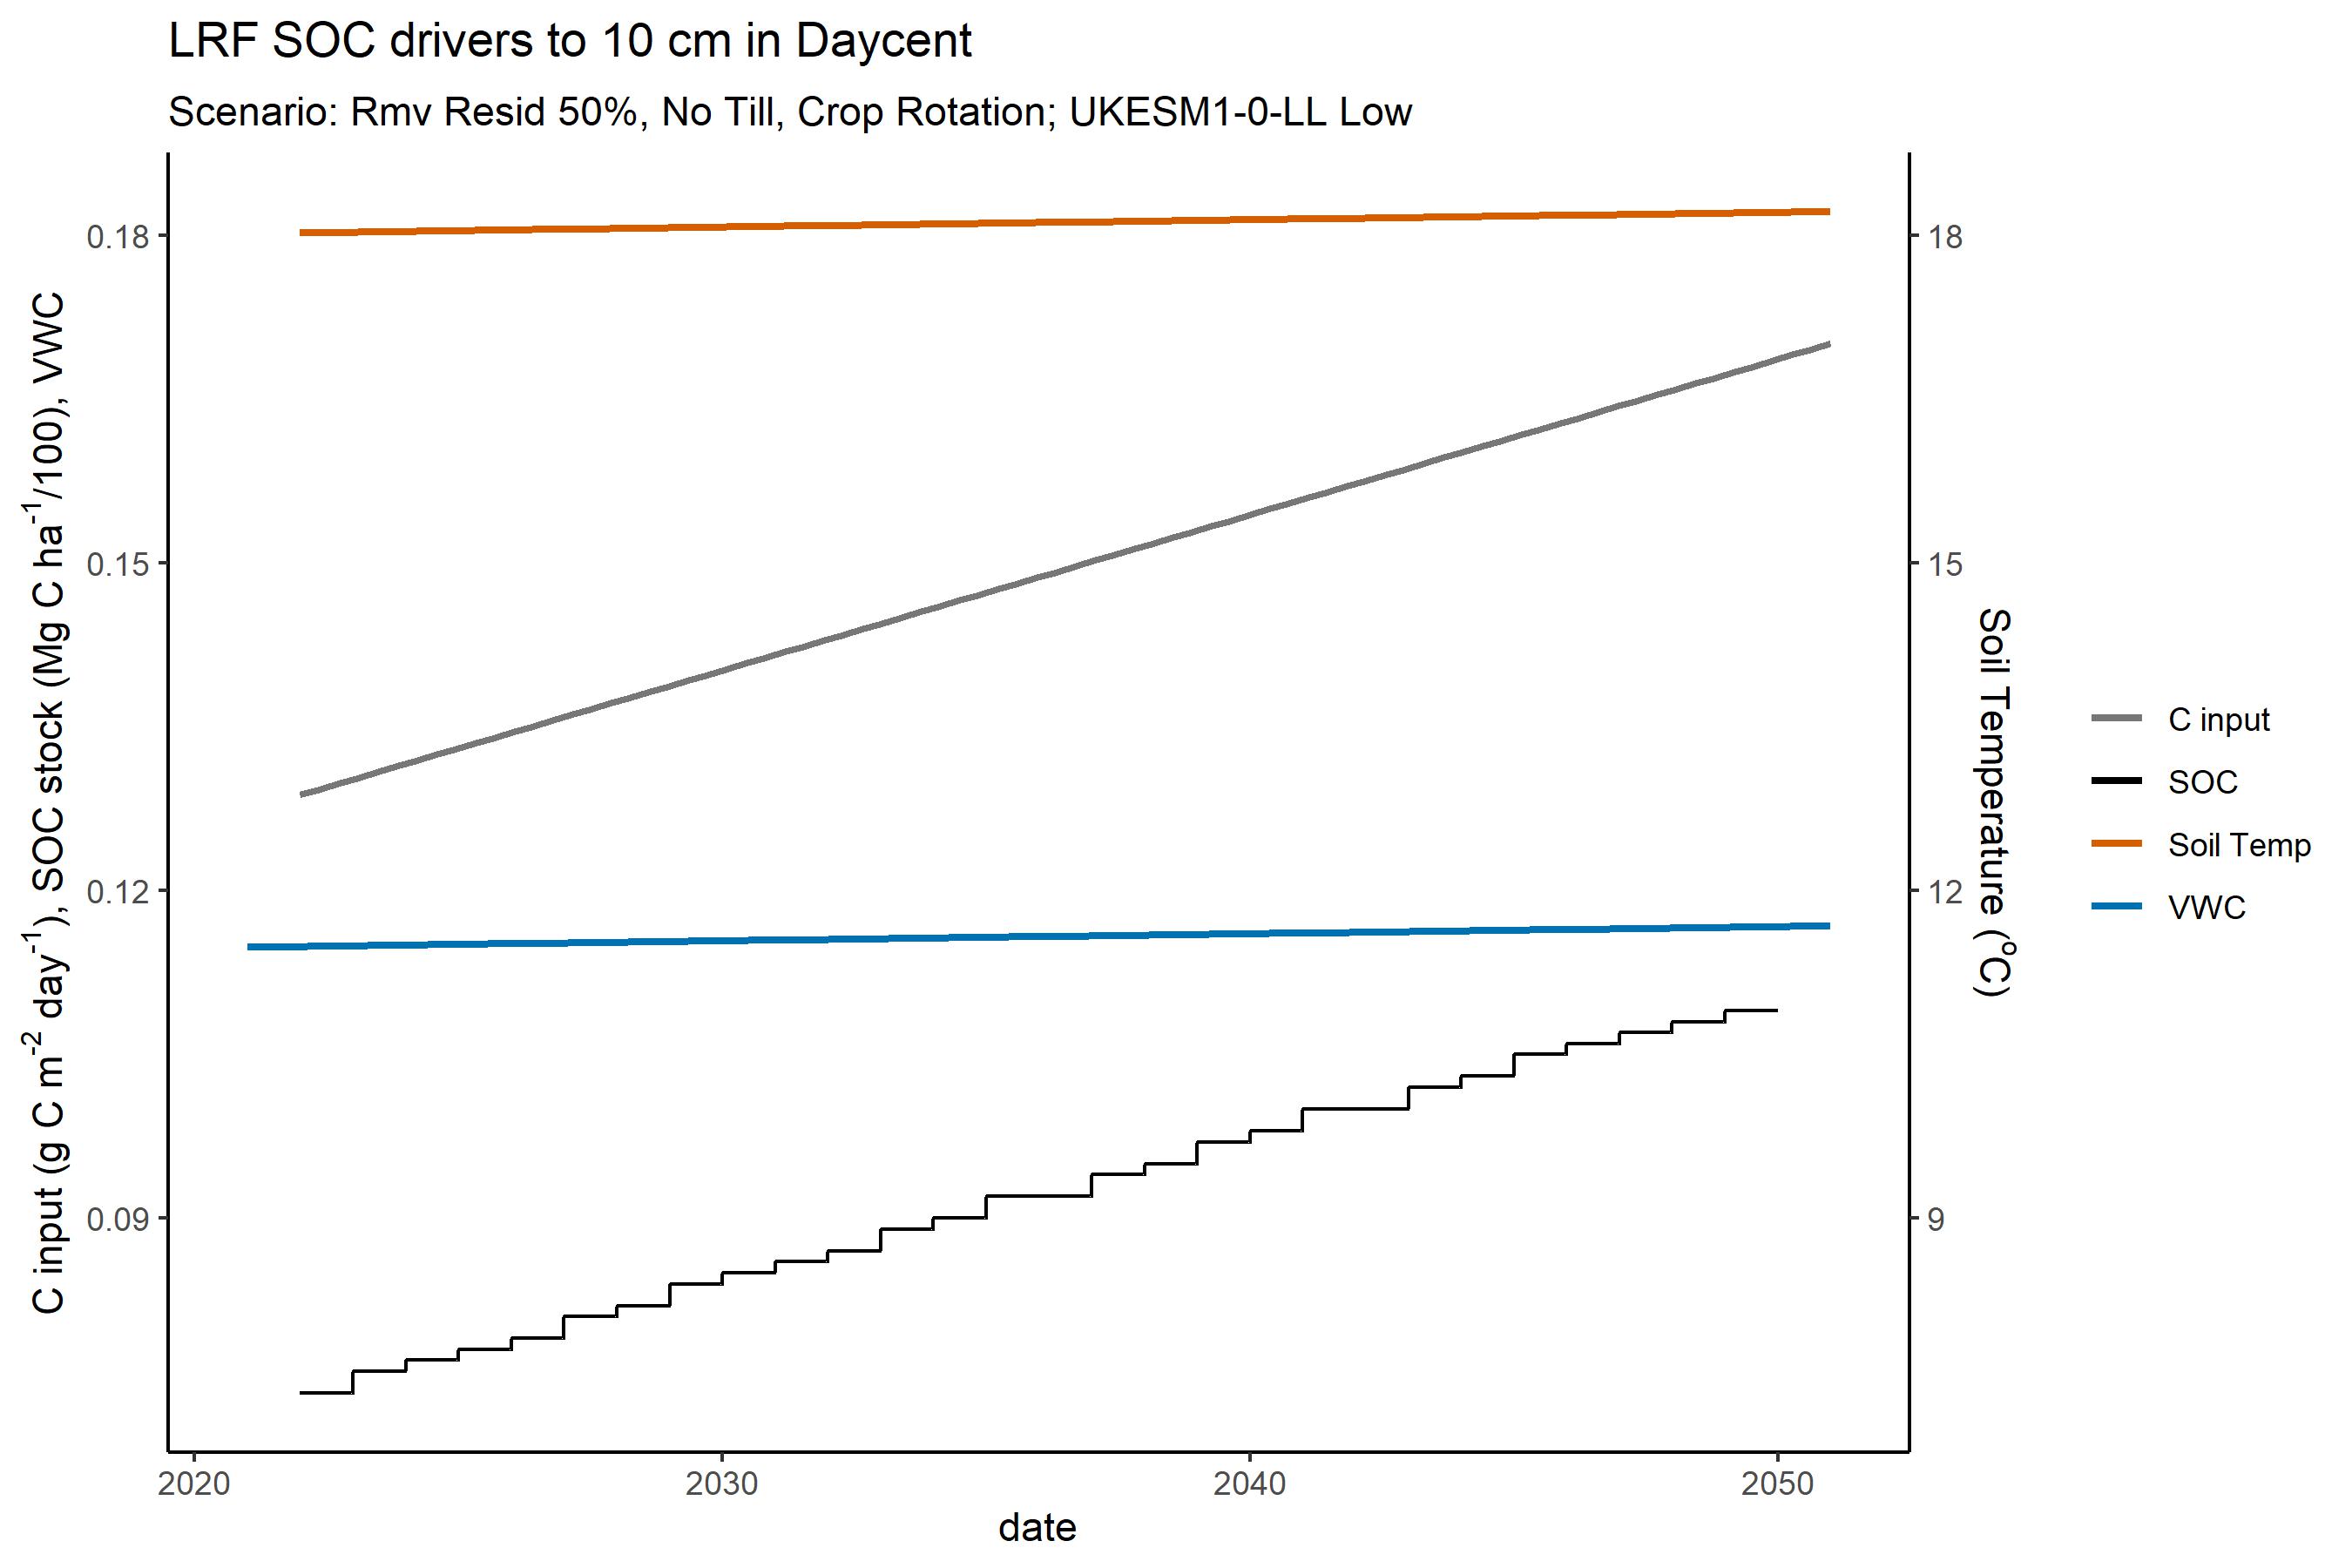 LRF SOC drivers to 10 cm in Daycent
Scenario: Rmv Resid 50%, No Till, Crop Rotation; UKESM1-0-LL Low
C input (g C m⁻² day⁻¹), SOC stock (Mg C ha⁻¹/100), VWC
0.18
0.15
0.12
0.09
18
15
12
9
Soil Temperature (°C)
C input
SOC
Soil Temp
VWC
2020 2030 2040 2050
date